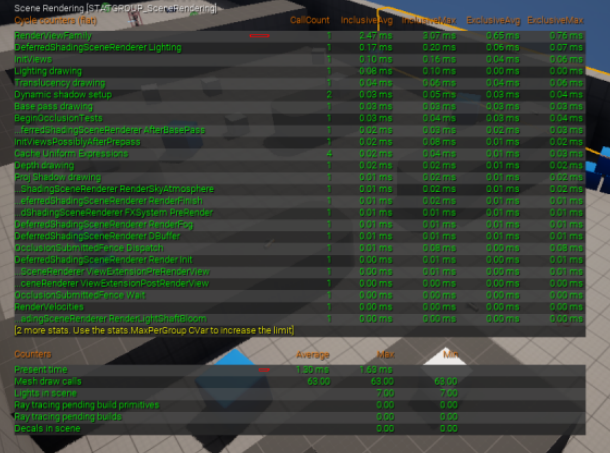 Scene Rendering [STATGROUP_SceneRendering]
Cycle counters (flat) CallCount InclusiveAvg InclusiveMax ExclusiveAvg ExclusiveMax
RenderViewFamily 1 2.47 ms 3.07 ms 0.65 ms 0.76 ms
DeferredShadingSceneRenderer Lighting 1 0.17 ms 0.20 ms 0.06 ms 0.07 ms
InitViews 1 0.10 ms 0.16 ms 0.04 ms 0.06 ms
Lighting drawing 1 0.08 ms 0.10 ms 0.00 ms 0.00 ms
Translucency drawing 1 0.04 ms 0.06 ms 0.04 ms 0.06 ms
Dynamic shadow setup 2 0.03 ms 0.05 ms 0.03 ms 0.04 ms
Base pass drawing 1 0.03 ms 0.03 ms 0.03 ms 0.03 ms
BeginOcclusionTests 1 0.03 ms 0.04 ms 0.03 ms 0.04 ms
...ferredShadingSceneRenderer AfterBasePass 1 0.02 ms 0.03 ms 0.02 ms 0.03 ms
InitViewsPossiblyAfterPrepass 1 0.02 ms 0.08 ms 0.01 ms 0.02 ms
Cache Uniform Expressions 4 0.02 ms 0.04 ms 0.01 ms 0.03 ms
Depth drawing 1 0.02 ms 0.02 ms 0.02 ms 0.02 ms
Proj Shadow drawing 1 0.01 ms 0.02 ms 0.01 ms 0.02 ms
...ShadingSceneRenderer RenderSkyAtmosphere 1 0.01 ms 0.02 ms 0.01 ms 0.02 ms
...eferredShadingSceneRenderer RenderFinish 1 0.01 ms 0.02 ms 0.01 ms 0.02 ms
...dShadingSceneRenderer FXSystem PreRender 1 0.01 ms 0.02 ms 0.01 ms 0.02 ms
DeferredShadingSceneRenderer RenderFog 1 0.01 ms 0.01 ms 0.01 ms 0.01 ms
DeferredShadingSceneRenderer DBuffer 1 0.01 ms 0.01 ms 0.01 ms 0.01 ms
OcclusionSubmittedFence Dispatch 1 0.01 ms 0.08 ms 0.00 ms 0.08 ms
DeferredShadingSceneRenderer Render Init 1 0.00 ms 0.01 ms 0.00 ms 0.01 ms
...SceneRenderer ViewExtensionPreRenderView 1 0.00 ms 0.01 ms 0.00 ms 0.01 ms
...ceneRenderer ViewExtensionPostRenderView 1 0.00 ms 0.00 ms 0.00 ms 0.00 ms
OcclusionSubmittedFence Wait 1 0.00 ms 0.00 ms 0.00 ms 0.00 ms
RenderVelocities 1 0.00 ms 0.00 ms 0.00 ms 0.00 ms
...adingSceneRenderer RenderLightShaftBloom 1 0.00 ms 0.00 ms 0.00 ms 0.00 ms
[2 more stats. Use the stats.MaxPerGroup CVar to increase the limit]
Counters Average Max Min
Present time 1.30 ms 1.63 ms
Mesh draw calls 63.00 63.00 63.00
Lights in scene 7.00 7.00
Ray tracing pending build primitives 0.00 0.00
Ray tracing pending builds 0.00 0.00
Decals in scene 0.00 0.00